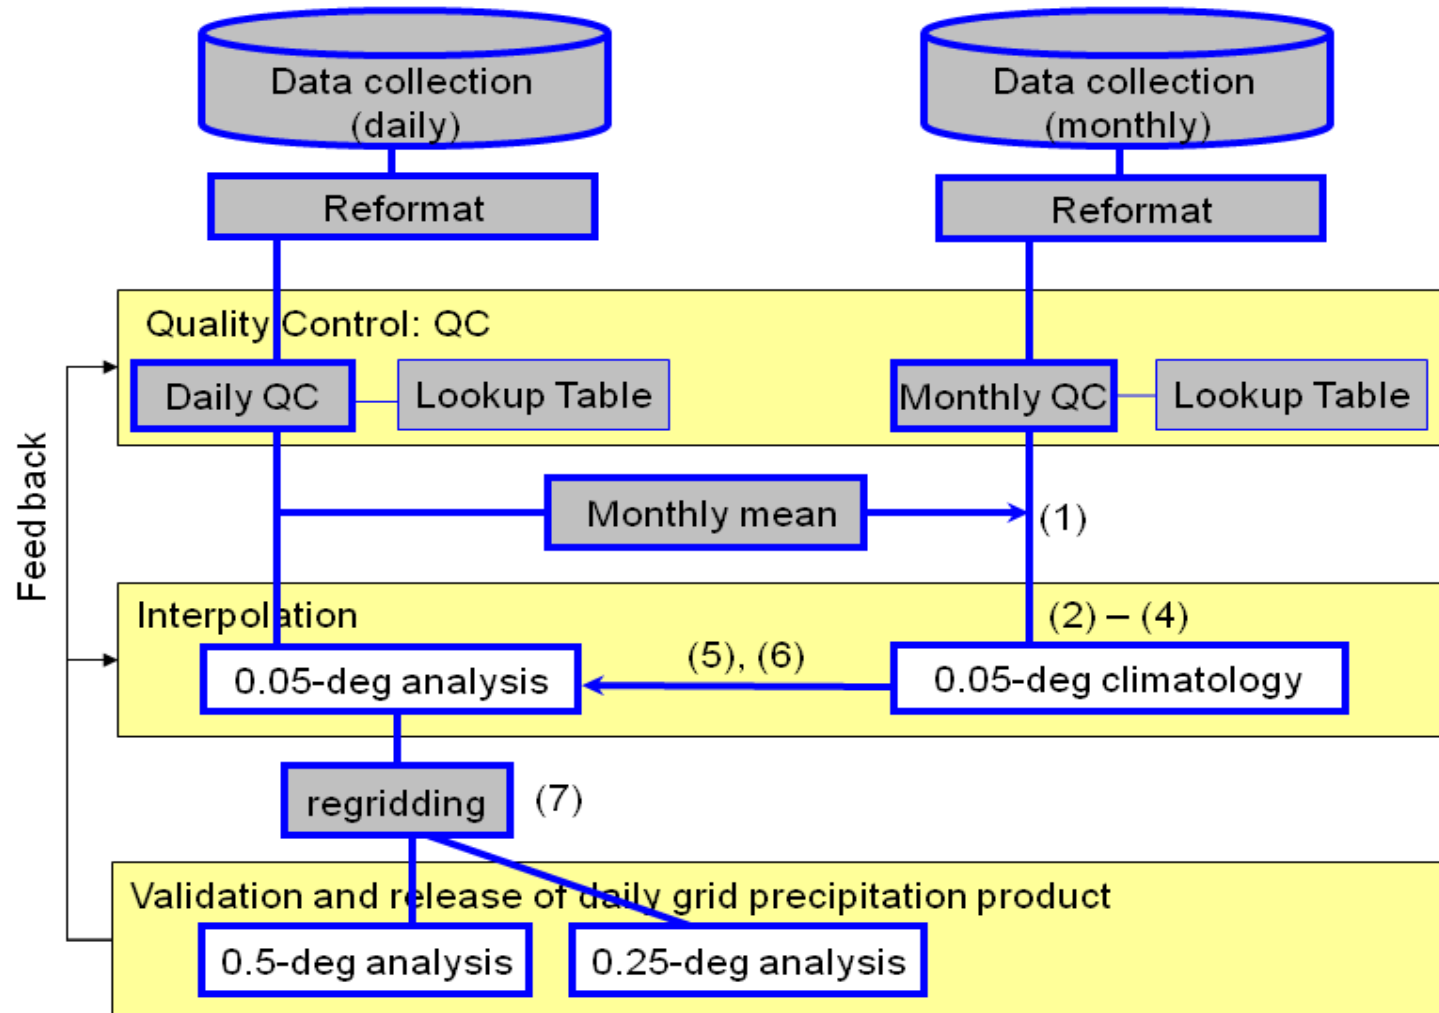 Data collection
(daily)
Data collection
(monthly)
Reformat
Reformat
Quality Control: QC
Daily QC
Lookup Table
Monthly QC
Lookup Table
Monthly mean
(1)
Feed back
Interpolation
(2) – (4)
(5), (6)
0.05-deg analysis
0.05-deg climatology
regridding
(7)
Validation and release of daily grid precipitation product
0.5-deg analysis
0.25-deg analysis